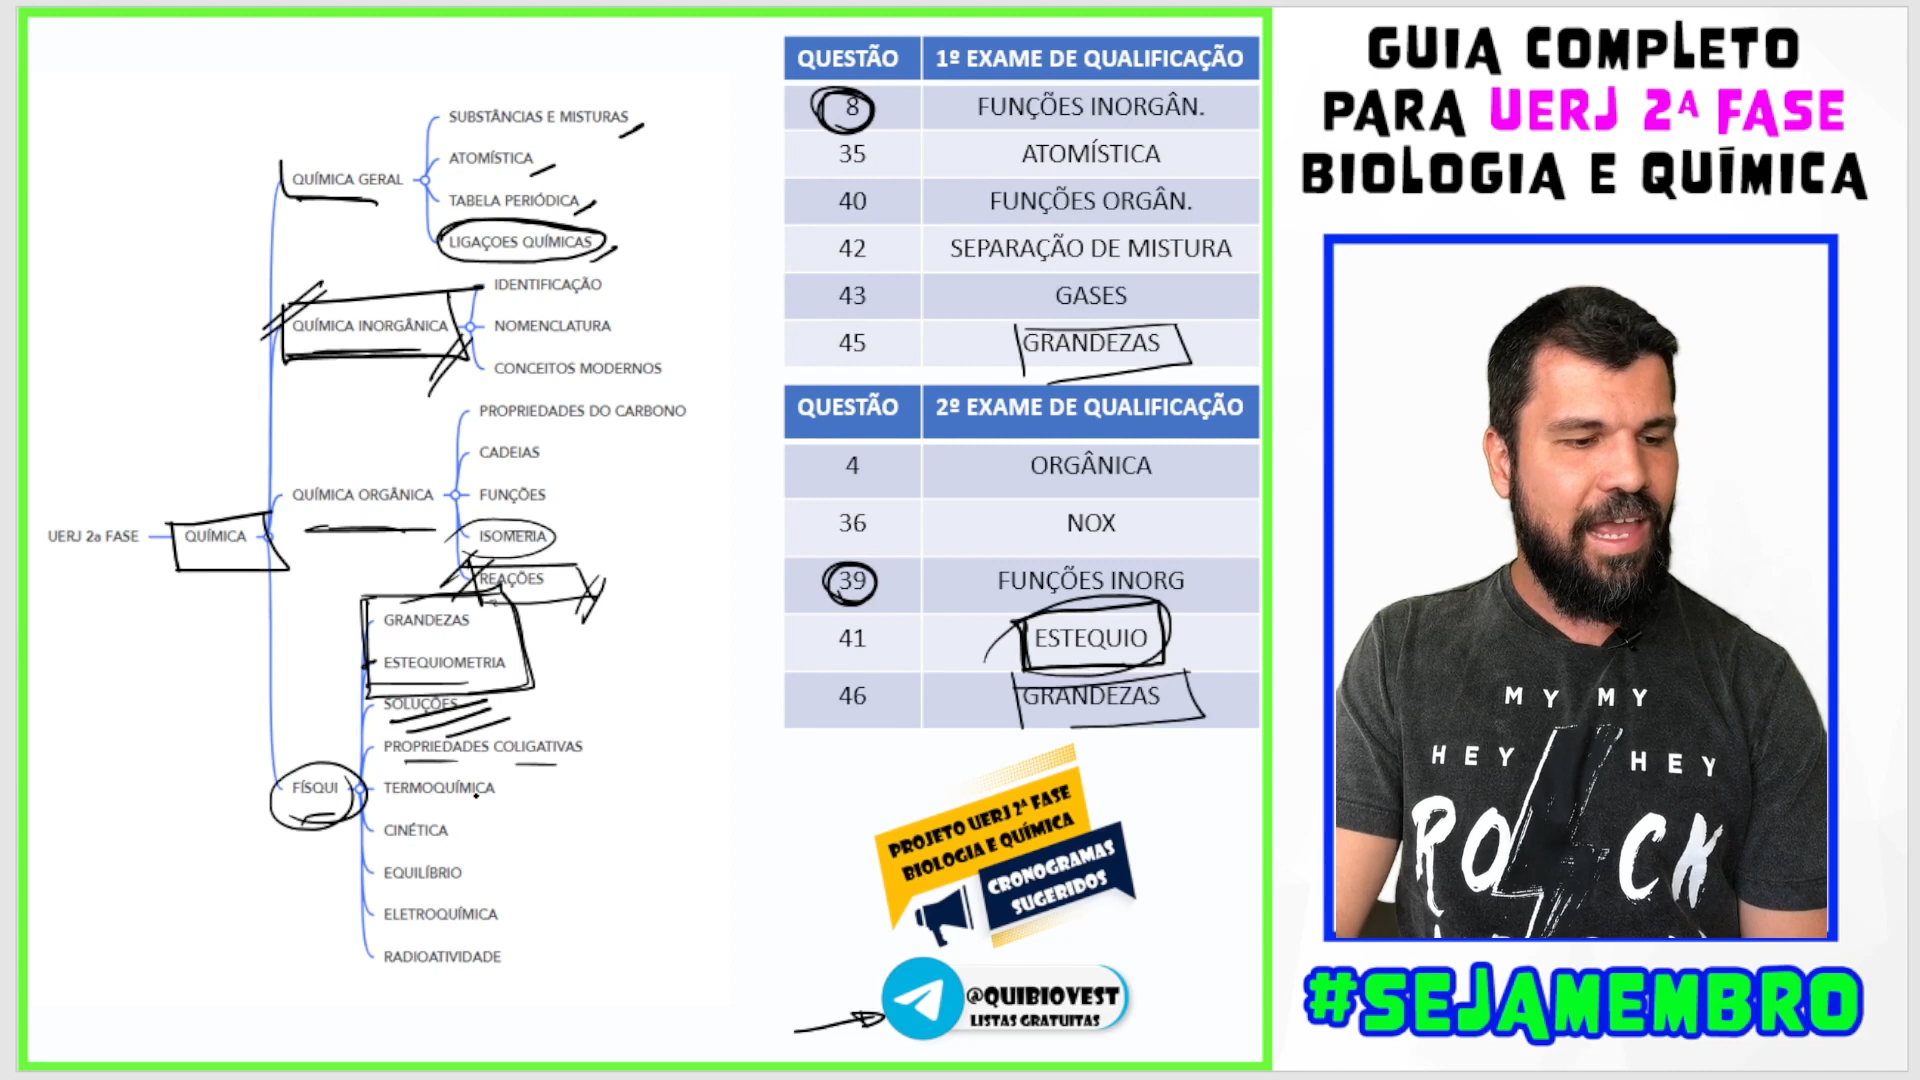 SUBSTÂNCIAS E MISTURAS
ATOMÍSTICA
QUÍMICA GERAL
TABELA PERIÓDICA
LIGAÇOES QUÍMICAS
IDENTIFICAÇÃO
QUÍMICA INORGÂNICA
NOMENCLATURA
CONCEITOS MODERNOS
PROPRIEDADES DO CARBONO
CADEIAS
QUÍMICA ORGÂNICA
FUNÇÕES
UERJ 2a FASE
QUÍMICA
ISOMERIA
REAÇÕES
GRANDEZAS
ESTEQUIOMETRIA
SOLUÇÕES
PROPRIEDADES COLIGATIVAS
FÍSQUI
TERMOQUÍMICA
CINÉTICA
EQUILÍBRIO
ELETROQUÍMICA
RADIOATIVIDADE
QUESTÃO 1º EXAME DE QUALIFICAÇÃO
8 FUNÇÕES INORGÂN.
35 ATOMÍSTICA
40 FUNÇÕES ORGÂN.
42 SEPARAÇÃO DE MISTURA
43 GASES
45 GRANDEZAS
QUESTÃO 2º EXAME DE QUALIFICAÇÃO
4 ORGÂNICA
36 NOX
39 FUNÇÕES INORG
41 ESTEQUIO
46 GRANDEZAS
PROJETO UERJ 2ª FASE
BIOLOGIA E QUÍMICA
CRONOGRAMAS
SUGERIDOS
@QUIBIOVEST
LISTAS GRATUITAS
GUIA COMPLETO
PARA UERJ 2ª FASE
BIOLOGIA E QUÍMICA
MY MY
HEY HEY
ROCK
#SEJAMEMBRO